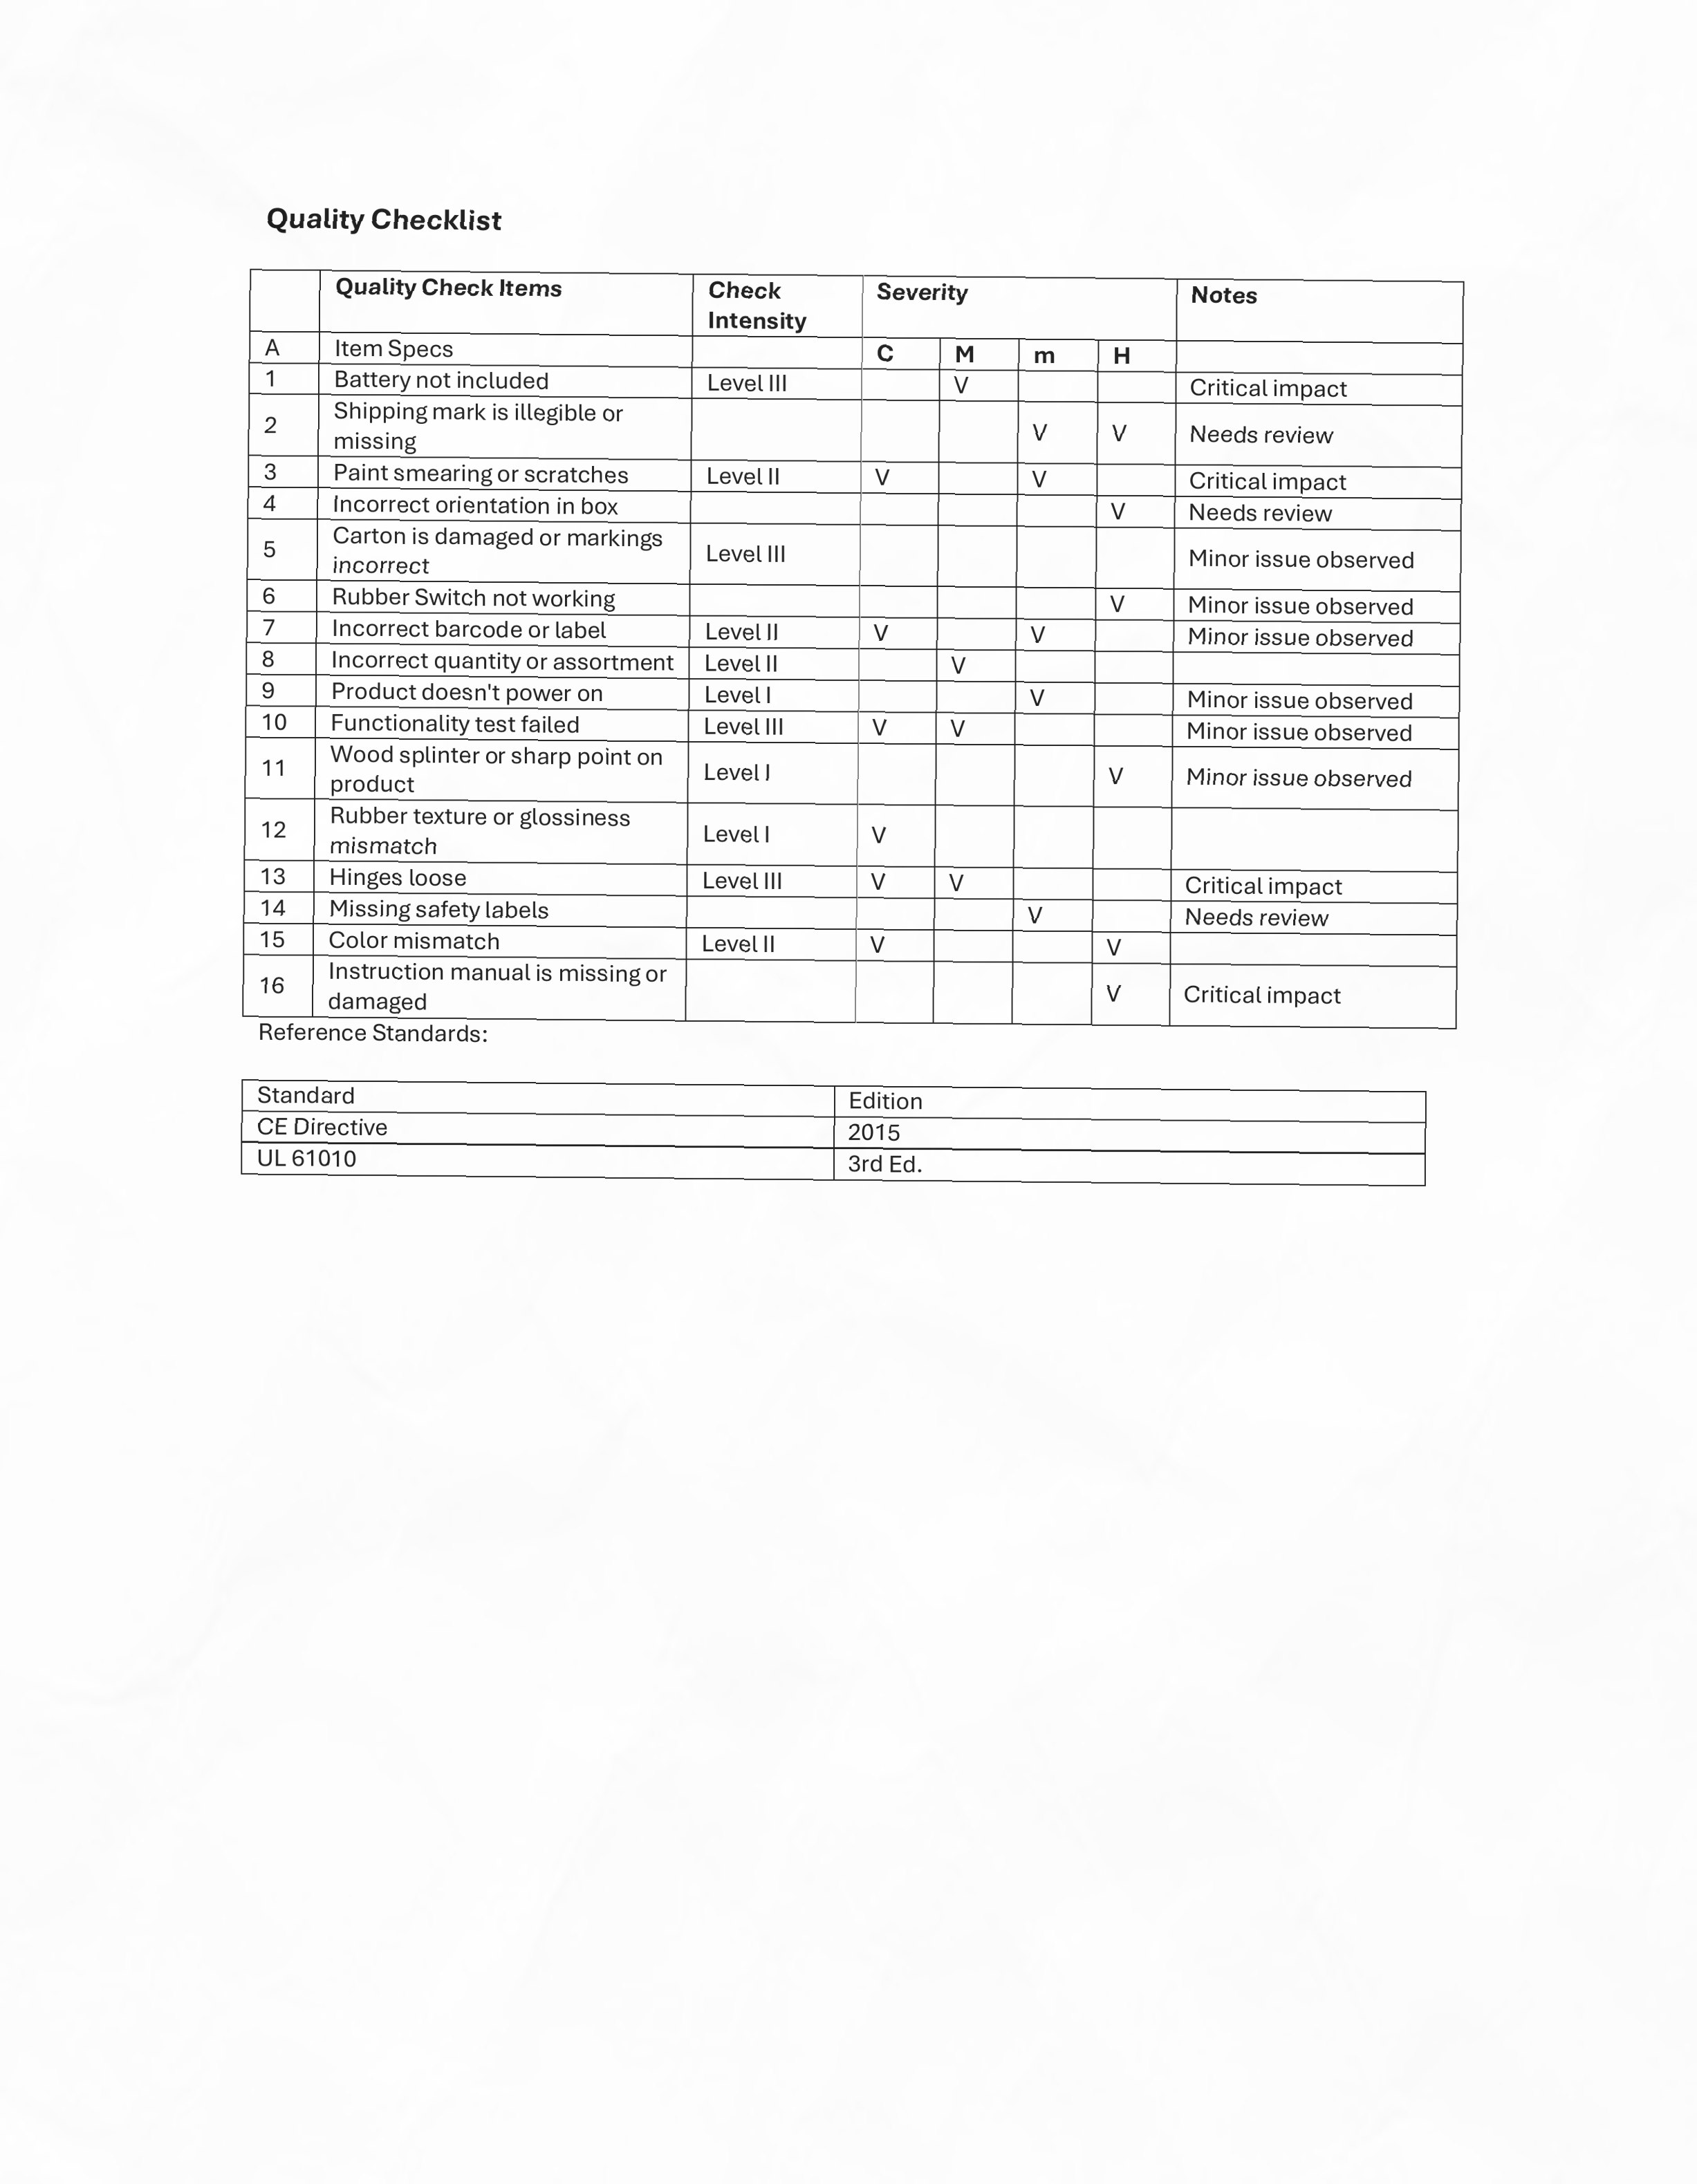 Quality Checklist
Quality Check Items Check Intensity Severity Notes
A Item Specs C M m H
1 Battery not included Level III V Critical impact
2 Shipping mark is illegible or missing V V Needs review
3 Paint smearing or scratches Level II V V Critical impact
4 Incorrect orientation in box V Needs review
5 Carton is damaged or markings incorrect Level III Minor issue observed
6 Rubber Switch not working V Minor issue observed
7 Incorrect barcode or label Level II V V Minor issue observed
8 Incorrect quantity or assortment Level II V
9 Product doesn't power on Level I V Minor issue observed
10 Functionality test failed Level III V V Minor issue observed
11 Wood splinter or sharp point on product Level I V Minor issue observed
12 Rubber texture or glossiness mismatch Level I V
13 Hinges loose Level III V V Critical impact
14 Missing safety labels V Needs review
15 Color mismatch Level II V V
16 Instruction manual is missing or damaged V Critical impact
Reference Standards:
Standard Edition
CE Directive 2015
UL 61010 3rd Ed.